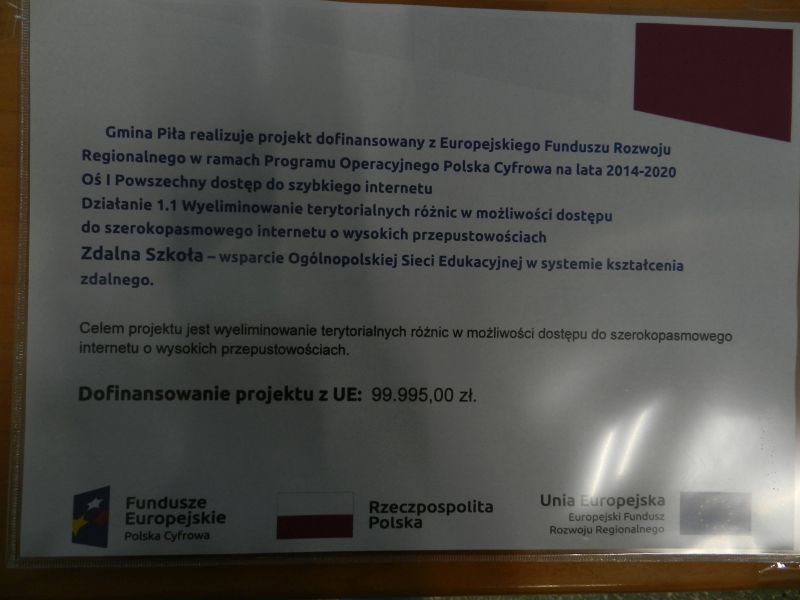 Gmina Piła realizuje projekt dofinansowany z Europejskiego Funduszu Rozwoju
Regionalnego w ramach Programu Operacyjnego Polska Cyfrowa na lata 2014-2020
Oś I Powszechny dostęp do szybkiego internetu
Działanie 1.1 Wyeliminowanie terytorialnych różnic w możliwości dostępu
do szerokopasmowego internetu o wysokich przepustowościach
Zdalna Szkoła – wsparcie Ogólnopolskiej Sieci Edukacyjnej w systemie kształcenia
zdalnego.
Celem projektu jest wyeliminowanie terytorialnych różnic w możliwości dostępu do szerokopasmowego
internetu o wysokich przepustowościach.
Dofinansowanie projektu z UE: 99.995,00 zł.
Fundusze
Europejskie
Polska Cyfrowa
Rzeczpospolita
Polska
Unia Europejska
Europejski Fundusz
Rozwoju Regionalnego